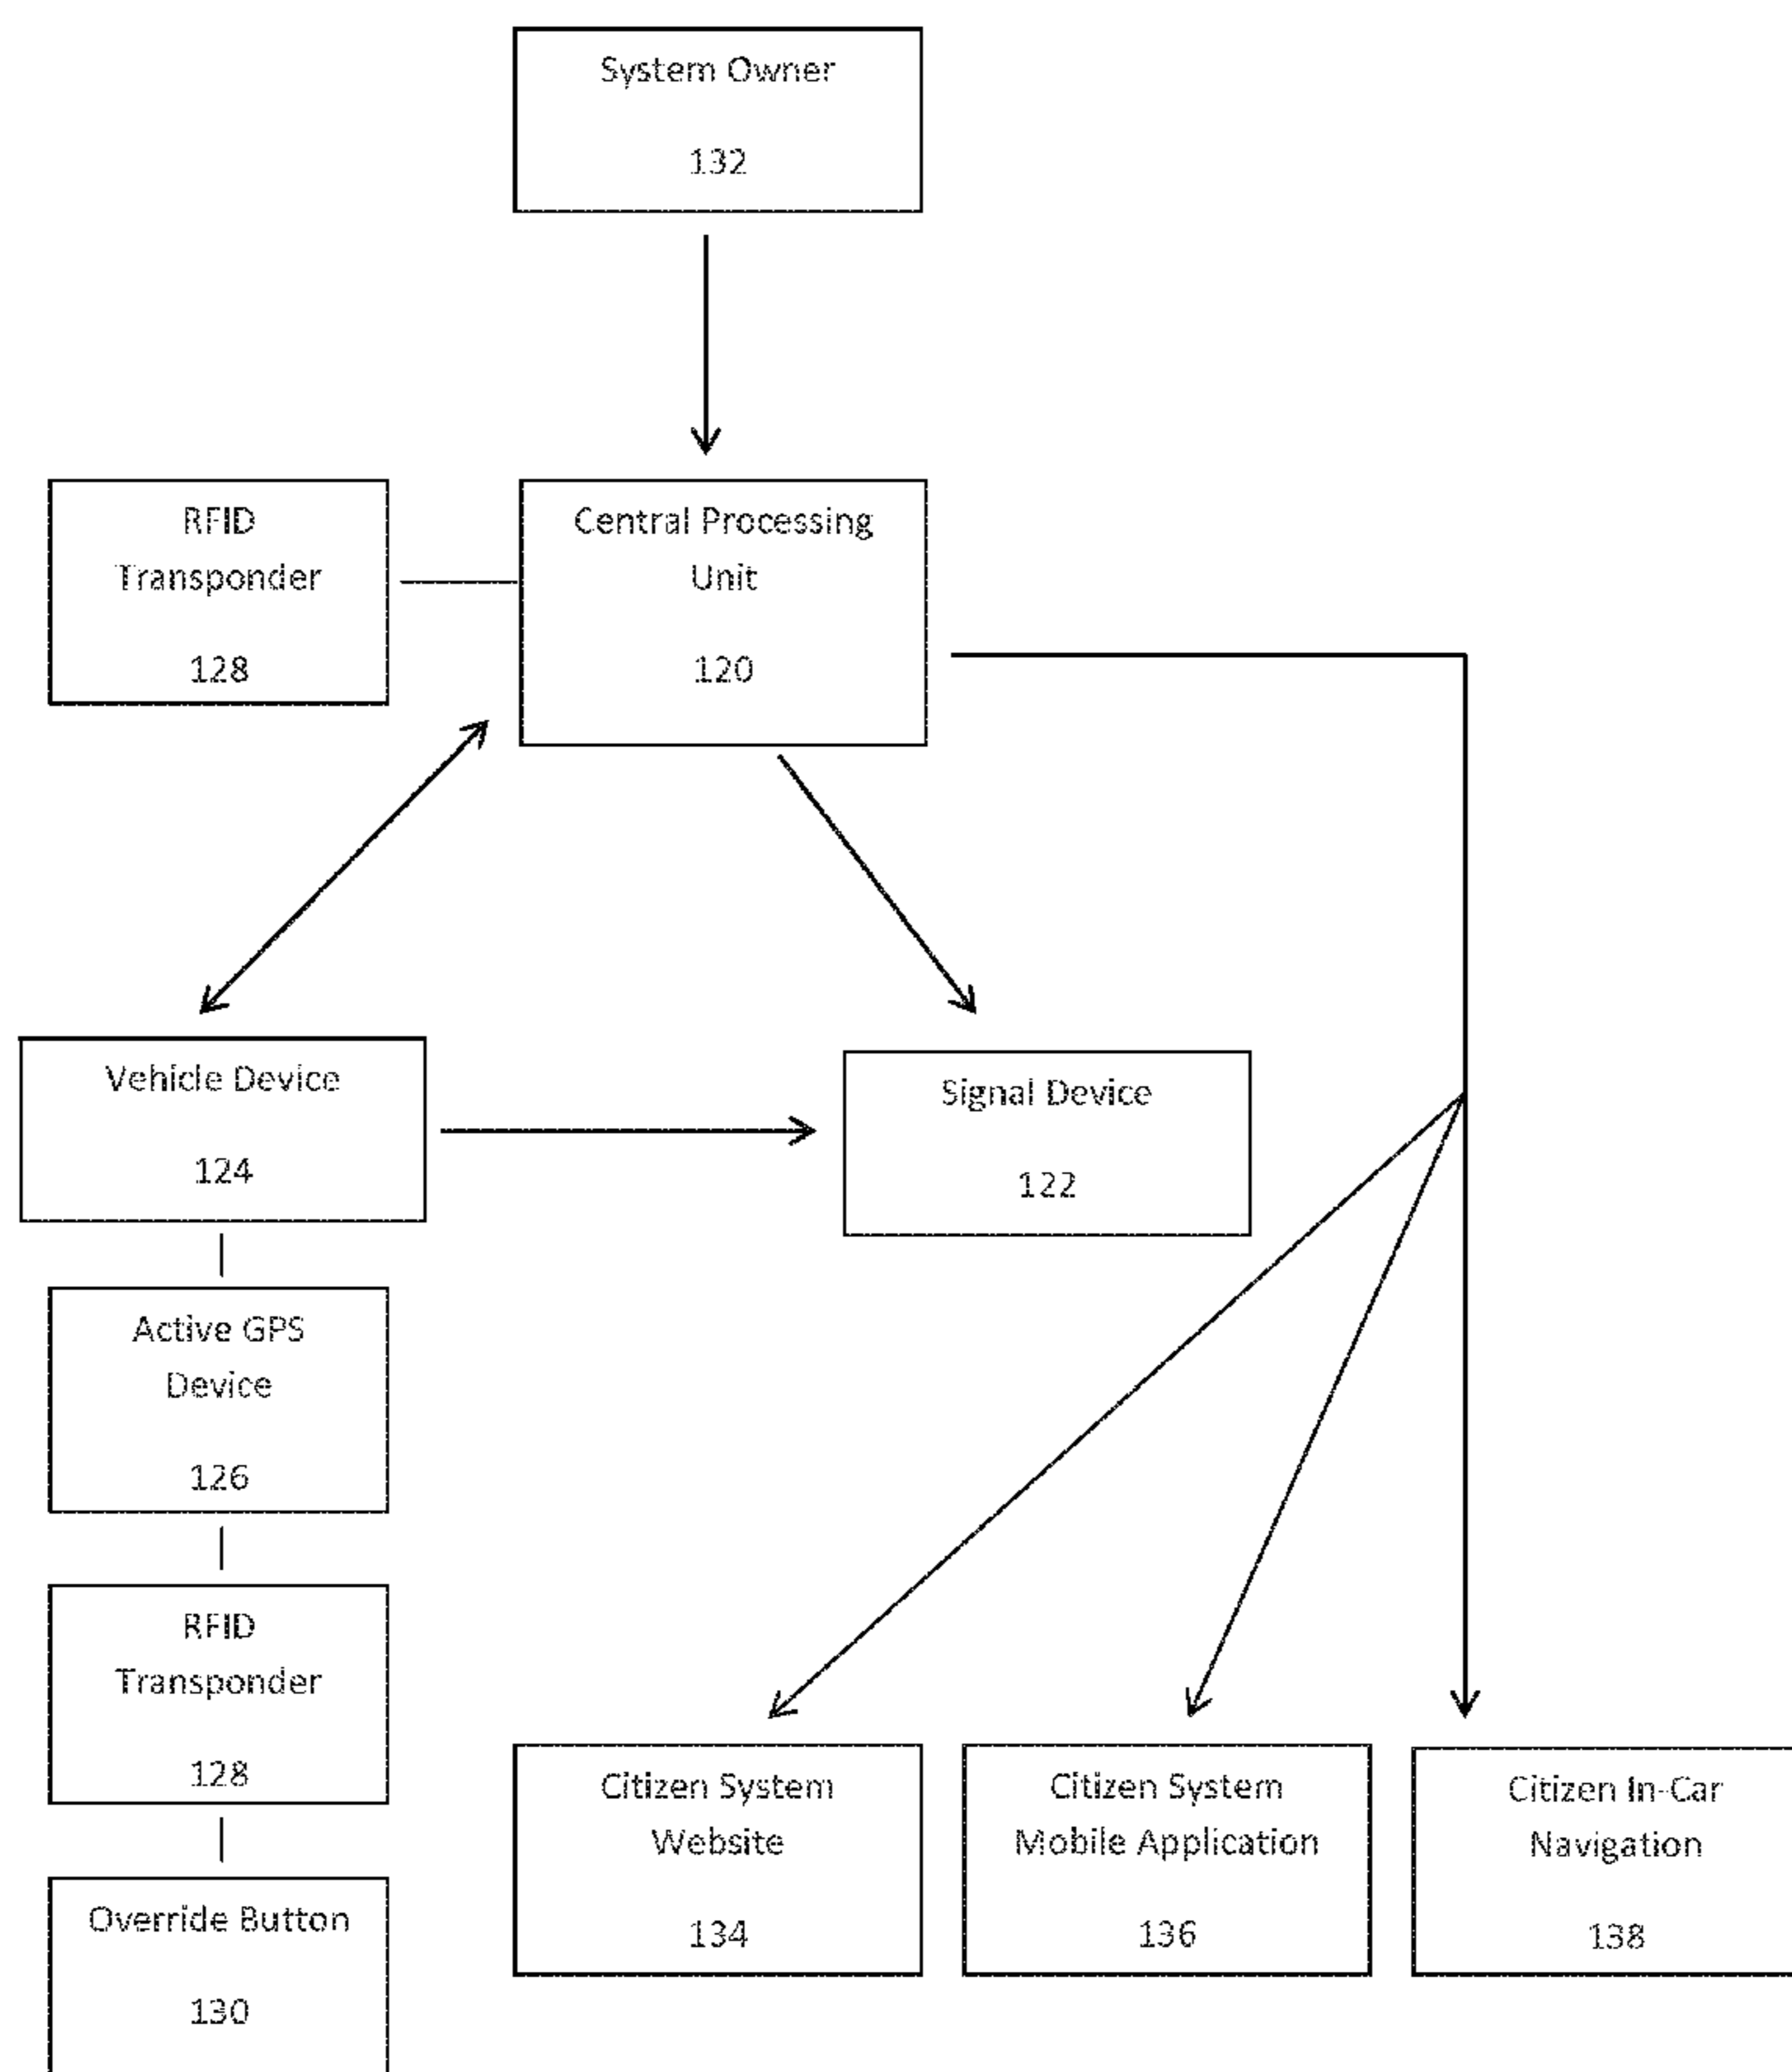 System Owner
132
RFID
Transponder
128
Central Processing
Unit
120
Vehicle Device
124
Signal Device
122
Active GPS
Device
126
RFID
Transponder
128
Override Button
130
Citizen System
Website
134
Citizen System
Mobile Application
136
Citizen In-Car
Navigation
138